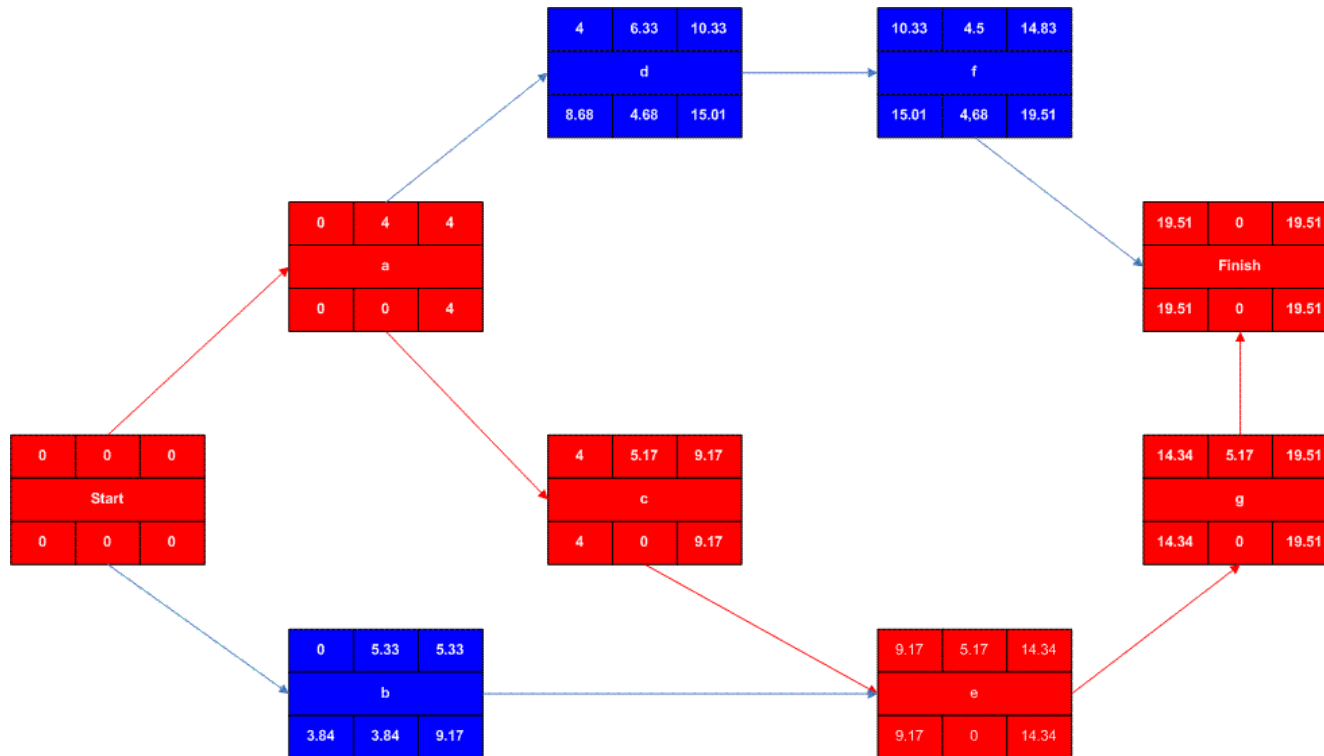 4 6.33 10.33
d
8.68 4.68 15.01
10.33 4.5 14.83
f
15.01 4,68 19.51
0 4 4
a
0 0 4
19.51 0 19.51
Finish
19.51 0 19.51
0 0 0
Start
0 0 0
4 5.17 9.17
c
4 0 9.17
14.34 5.17 19.51
g
14.34 0 19.51
0 5.33 5.33
b
3.84 3.84 9.17
9.17 5.17 14.34
e
9.17 0 14.34